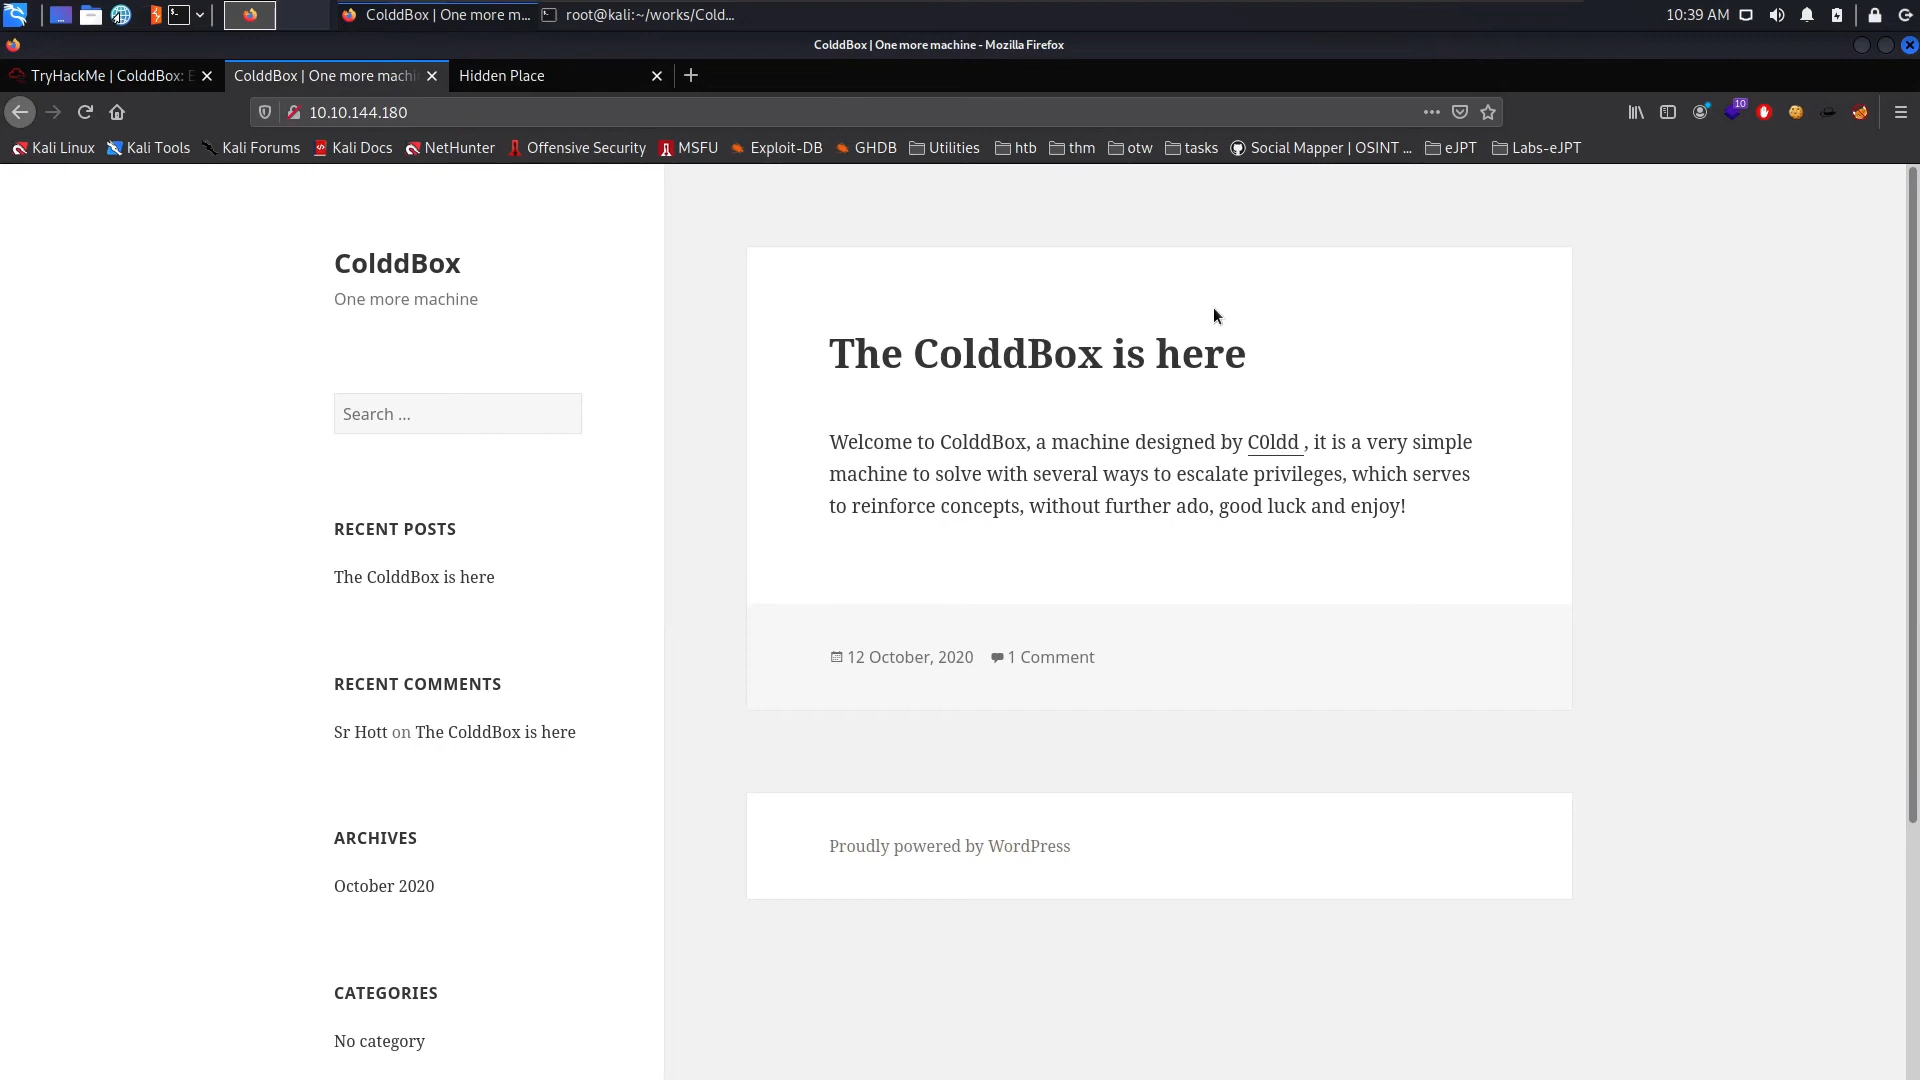 ColddBox | One more m...
root@kali:~/works/Cold...
10:39 AM
ColddBox | One more machine - Mozilla Firefox
TryHackMe | ColddBox: E
ColddBox | One more machi
Hidden Place
10.10.144.180
10
Kali Linux
Kali Tools
Kali Forums
Kali Docs
NetHunter
Offensive Security
MSFU
Exploit-DB
GHDB
Utilities
htb
thm
otw
tasks
Social Mapper | OSINT ...
eJPT
Labs-eJPT
ColddBox
One more machine
Search ...
RECENT POSTS
The ColddBox is here
RECENT COMMENTS
Sr Hott on The ColddBox is here
ARCHIVES
October 2020
CATEGORIES
No category
The ColddBox is here
Welcome to ColddBox, a machine designed by C0ldd , it is a very simple
machine to solve with several ways to escalate privileges, which serves
to reinforce concepts, without further ado, good luck and enjoy!
12 October, 2020
1 Comment
Proudly powered by WordPress